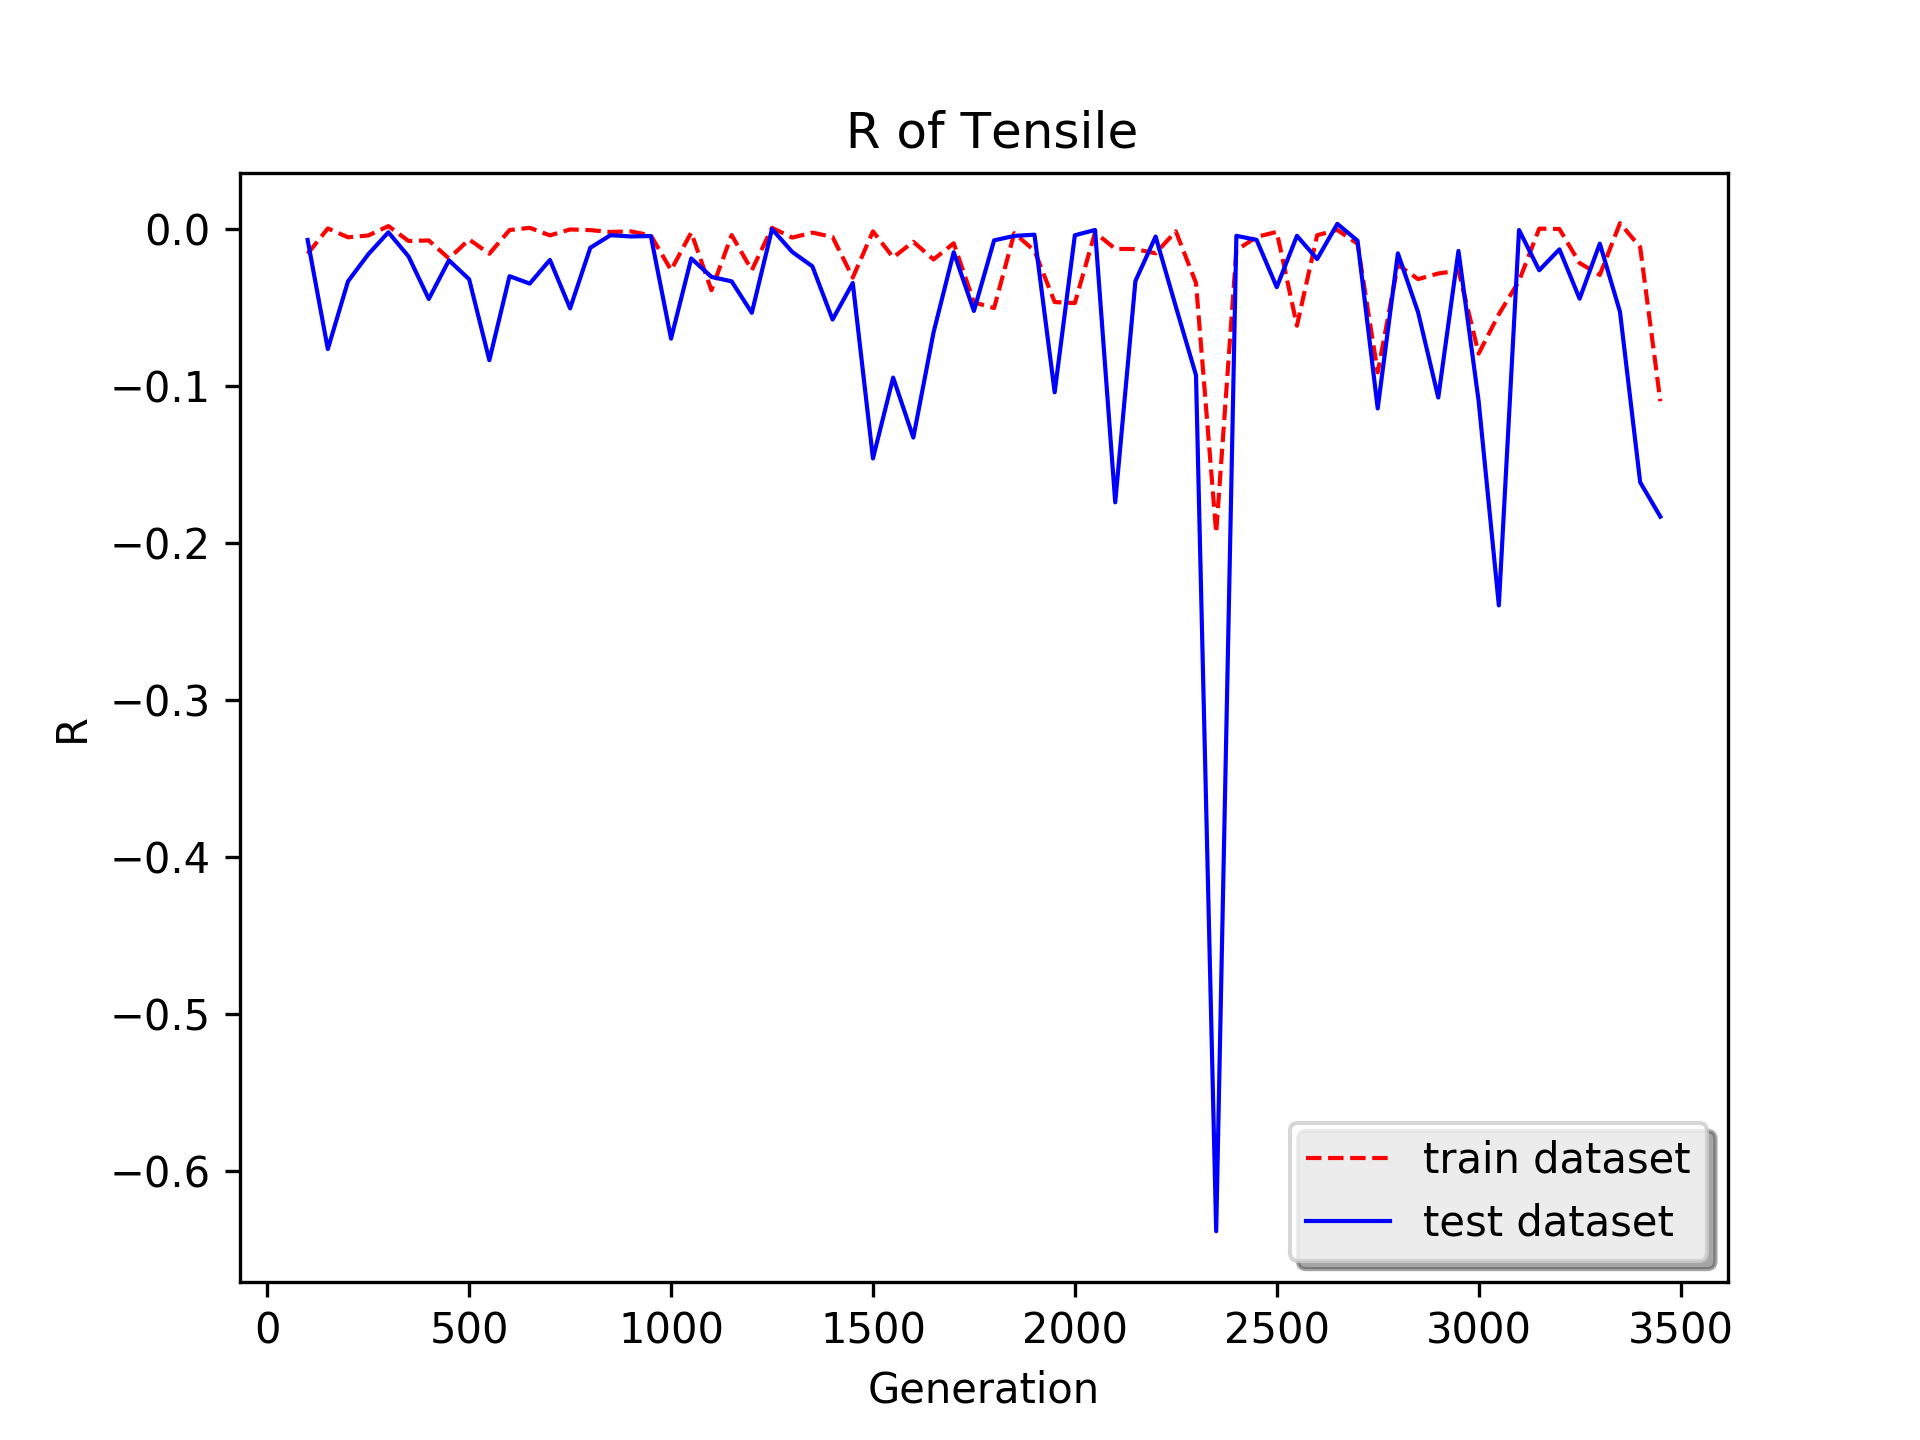 R of Tensile
0.0
−0.1
−0.2
−0.3
−0.4
−0.5
−0.6
R
train dataset
test dataset
0 500 1000 1500 2000 2500 3000 3500
Generation